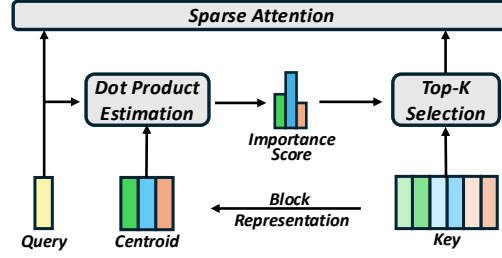 Sparse Attention
Dot Product
Estimation
Top-K
Selection
Importance
Score
Block
Representation
Query
Centroid
Key